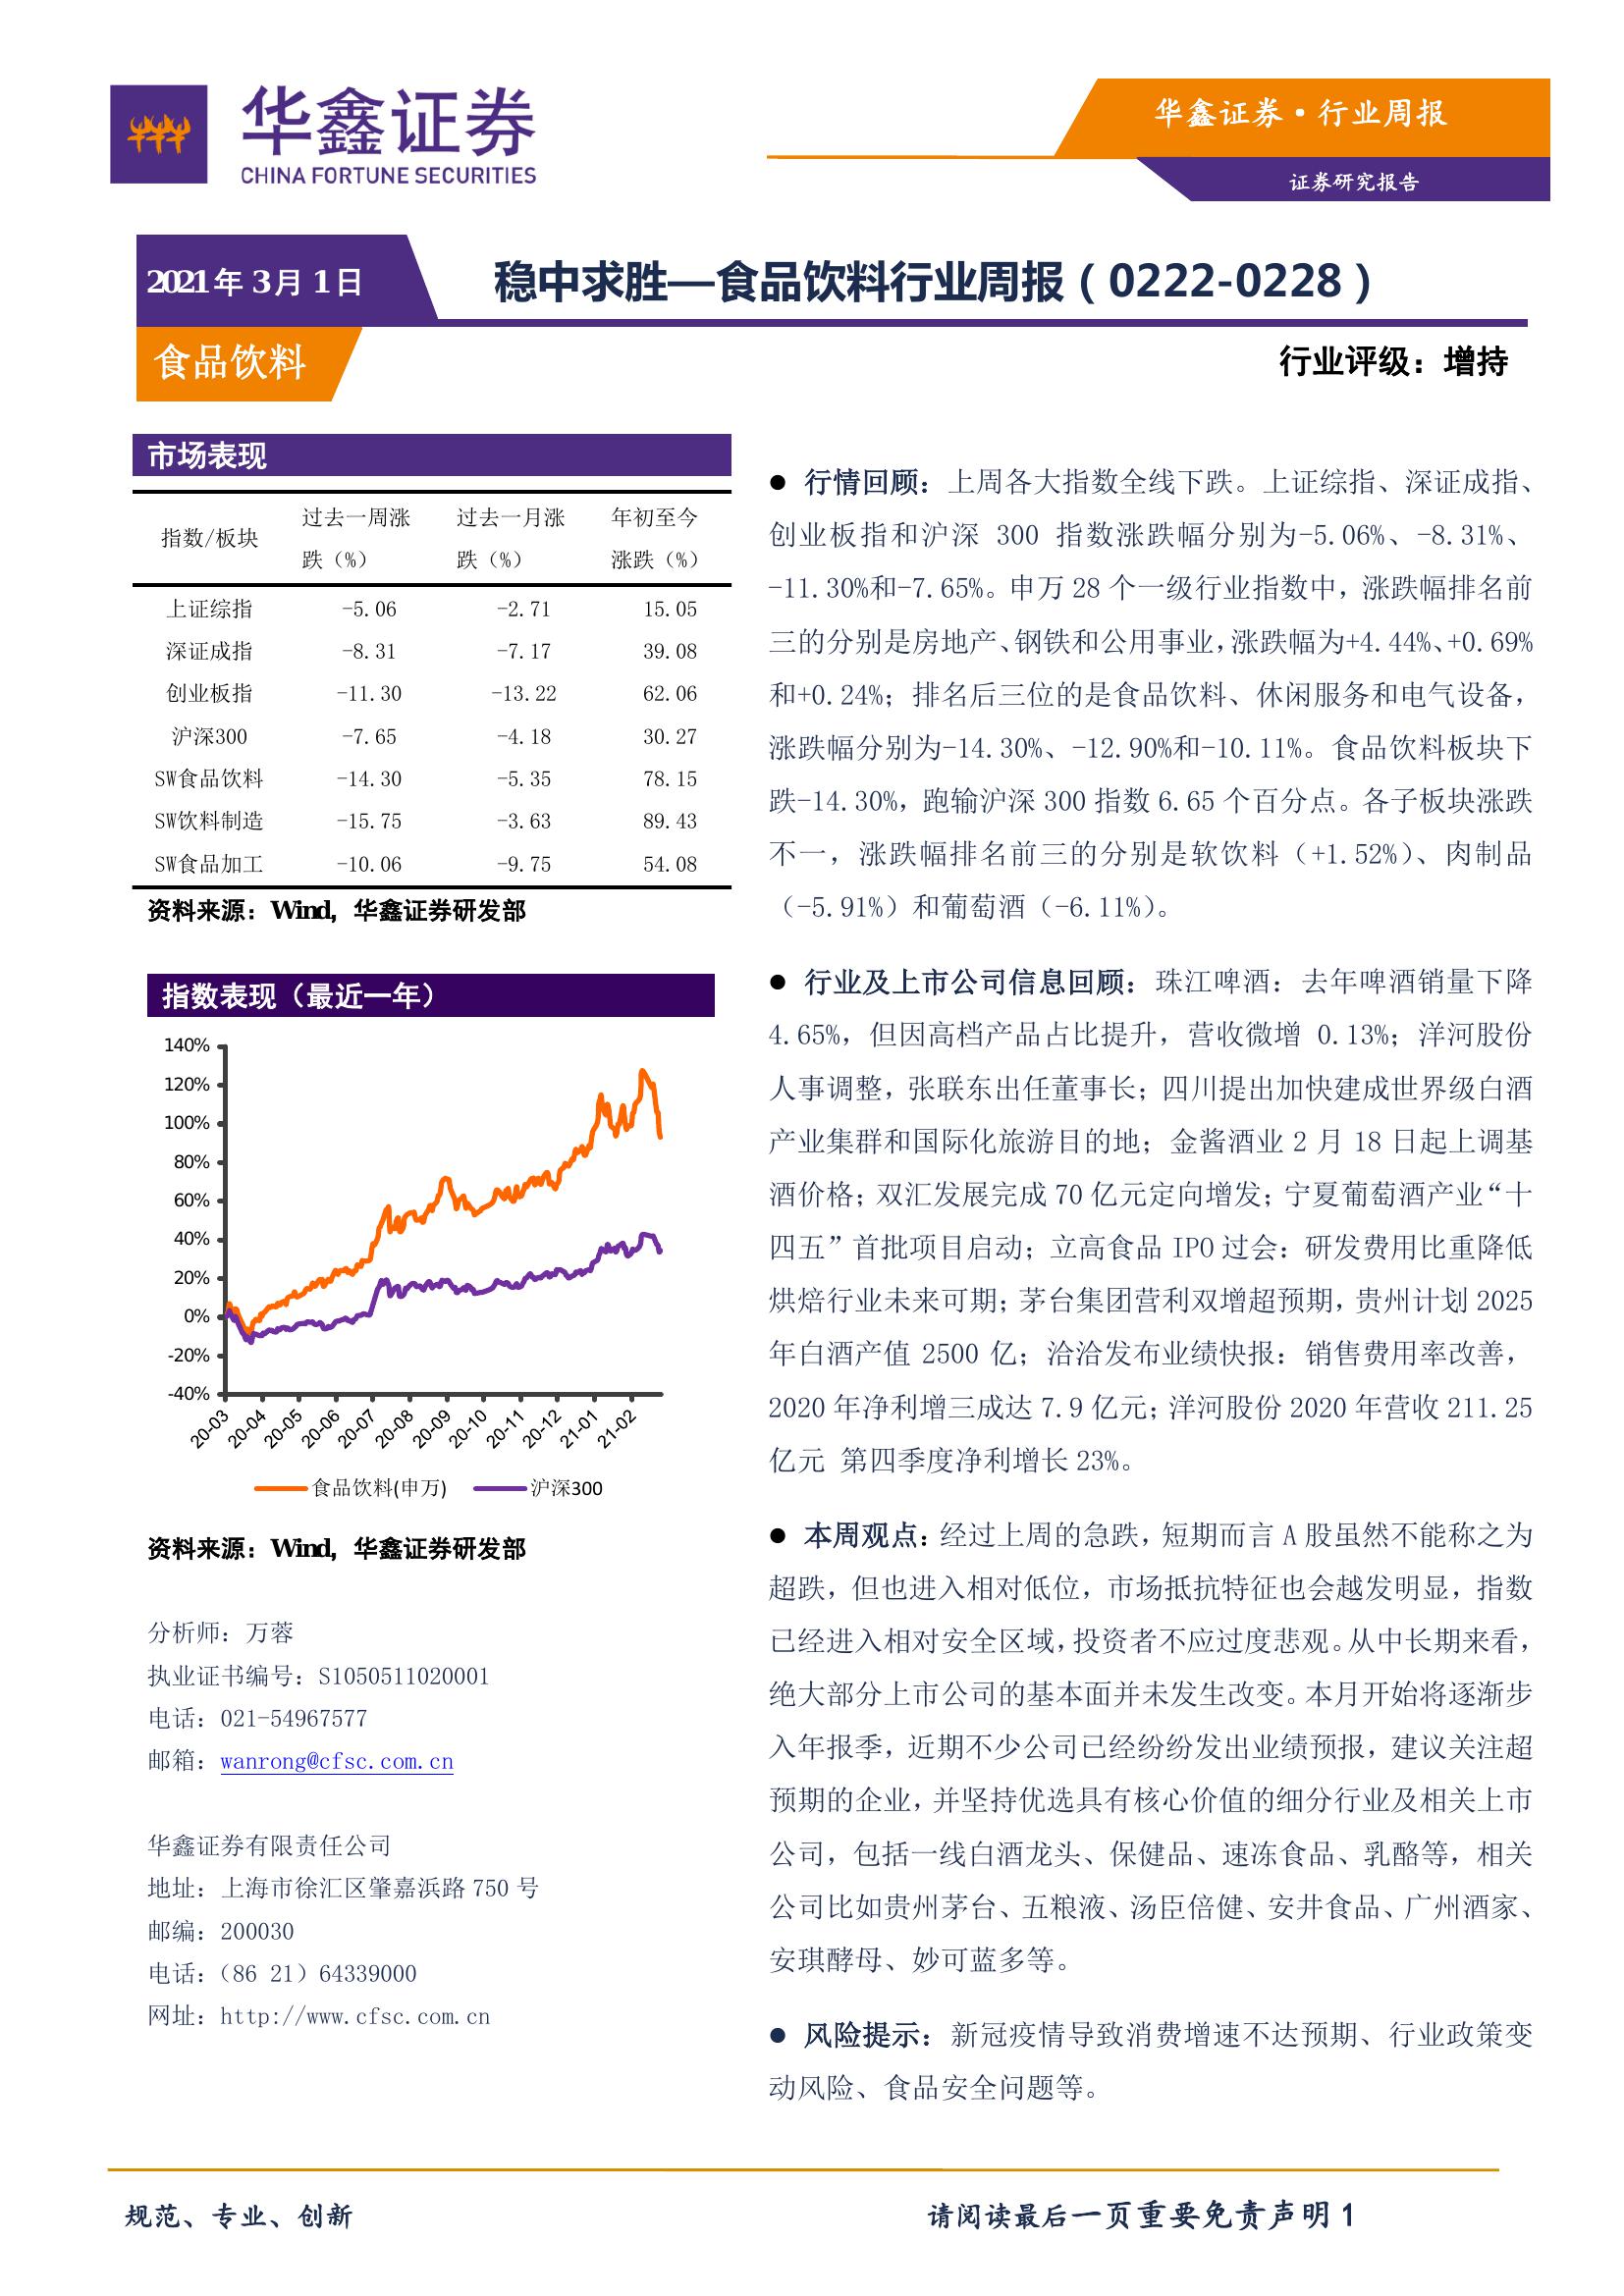 华鑫证券
CHINA FORTUNE SECURITIES
华鑫证券·行业周报
证券研究报告
2021年3月1日
稳中求胜—食品饮料行业周报（0222-0228）
食品饮料
行业评级：增持
市场表现
指数/板块 过去一周涨跌（%） 过去一月涨跌（%） 年初至今涨跌（%）
上证综指 -5.06 -2.71 15.05
深证成指 -8.31 -7.17 39.08
创业板指 -11.30 -13.22 62.06
沪深300 -7.65 -4.18 30.27
SW食品饮料 -14.30 -5.35 78.15
SW饮料制造 -15.75 -3.63 89.43
SW食品加工 -10.06 -9.75 54.08
资料来源：Wind，华鑫证券研发部
指数表现（最近一年）
140%
120%
100%
80%
60%
40%
20%
0%
-20%
-40%
20-03 20-04 20-05 20-06 20-07 20-08 20-09 20-10 20-11 20-12 21-01 21-02
食品饮料(申万) 沪深300
资料来源：Wind，华鑫证券研发部
分析师：万蓉
执业证书编号：S1050511020001
电话：021-54967577
邮箱：wanrong@cfsc.com.cn
华鑫证券有限责任公司
地址：上海市徐汇区肇嘉浜路750号
邮编：200030
电话：（86 21）64339000
网址：http://www.cfsc.com.cn
● 行情回顾：上周各大指数全线下跌。上证综指、深证成指、
创业板指和沪深 300 指数涨跌幅分别为-5.06%、-8.31%、
-11.30%和-7.65%。申万 28 个一级行业指数中，涨跌幅排名前
三的分别是房地产、钢铁和公用事业，涨跌幅为+4.44%、+0.69%
和+0.24%；排名后三位的是食品饮料、休闲服务和电气设备，
涨跌幅分别为-14.30%、-12.90%和-10.11%。食品饮料板块下
跌-14.30%，跑输沪深 300 指数 6.65 个百分点。各子板块涨跌
不一，涨跌幅排名前三的分别是软饮料（+1.52%）、肉制品
（-5.91%）和葡萄酒（-6.11%）。
● 行业及上市公司信息回顾：珠江啤酒：去年啤酒销量下降
4.65%，但因高档产品占比提升，营收微增 0.13%；洋河股份
人事调整，张联东出任董事长；四川提出加快建成世界级白酒
产业集群和国际化旅游目的地；金酱酒业 2 月 18 日起上调基
酒价格；双汇发展完成 70 亿元定向增发；宁夏葡萄酒产业“十
四五”首批项目启动；立高食品 IPO 过会：研发费用比重降低
烘焙行业未来可期；茅台集团营利双增超预期，贵州计划 2025
年白酒产值 2500 亿；洽洽发布业绩快报：销售费用率改善，
2020 年净利增三成达 7.9 亿元；洋河股份 2020 年营收 211.25
亿元 第四季度净利增长 23%。
● 本周观点：经过上周的急跌，短期而言 A 股虽然不能称之为
超跌，但也进入相对低位，市场抵抗特征也会越发明显，指数
已经进入相对安全区域，投资者不应过度悲观。从中长期来看，
绝大部分上市公司的基本面并未发生改变。本月开始将逐渐步
入年报季，近期不少公司已经纷纷发出业绩预报，建议关注超
预期的企业，并坚持优选具有核心价值的细分行业及相关上市
公司，包括一线白酒龙头、保健品、速冻食品、乳酪等，相关
公司比如贵州茅台、五粮液、汤臣倍健、安井食品、广州酒家、
安琪酵母、妙可蓝多等。
● 风险提示：新冠疫情导致消费增速不达预期、行业政策变
动风险、食品安全问题等。
规范、专业、创新
请阅读最后一页重要免责声明 1